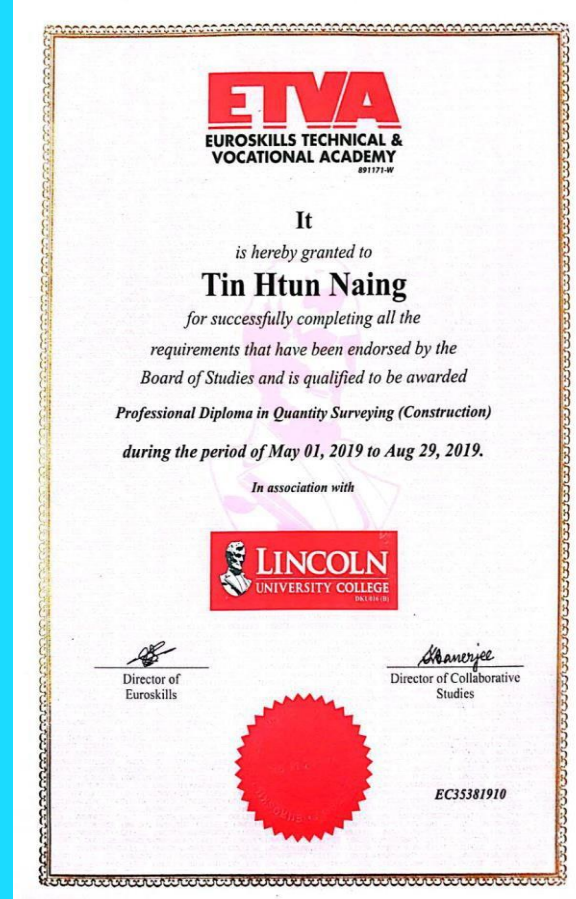 ETVA
EUROSKILLS TECHNICAL &
VOCATIONAL ACADEMY
891171-W
It
is hereby granted to
Tin Htun Naing
for successfully completing all the
requirements that have been endorsed by the
Board of Studies and is qualified to be awarded
Professional Diploma in Quantity Surveying (Construction)
during the period of May 01, 2019 to Aug 29, 2019.
In association with
LINCOLN
UNIVERSITY COLLEGE
Banerjee
Director of
Euroskills
Director of Collaborative
Studies
EC35381910